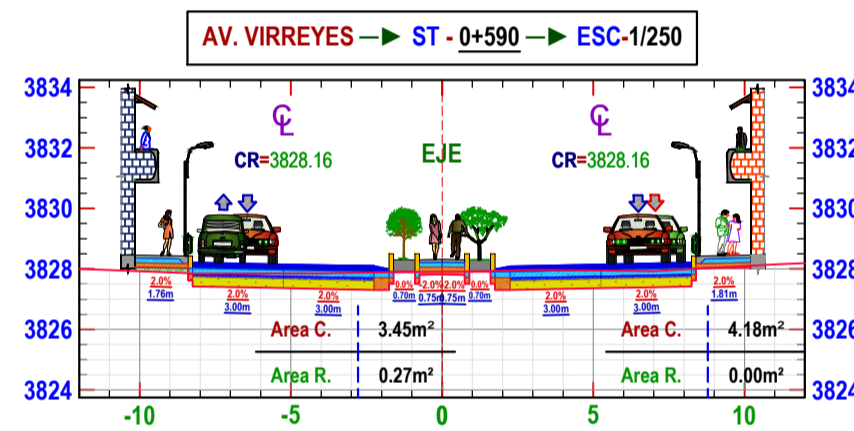 AV. VIRREYES ST - 0+590 ESC-1/250
3834 3834
3832 3832
3830 3830
3828 3828
3826 3826
3824 3824
CL CL
CR=3828.16 EJE CR=3828.16
2.0% 0.0% -2.0% -2.0% 0.0% 2.0%
1.76m 0.70m 0.75m 0.75m 0.70m 1.81m
2.0% 2.0% 2.0% 2.0%
3.00m 3.00m 3.00m 3.00m
Area C. 3.45m² Area C. 4.18m²
Area R. 0.27m² Area R. 0.00m²
-10 -5 0 5 10